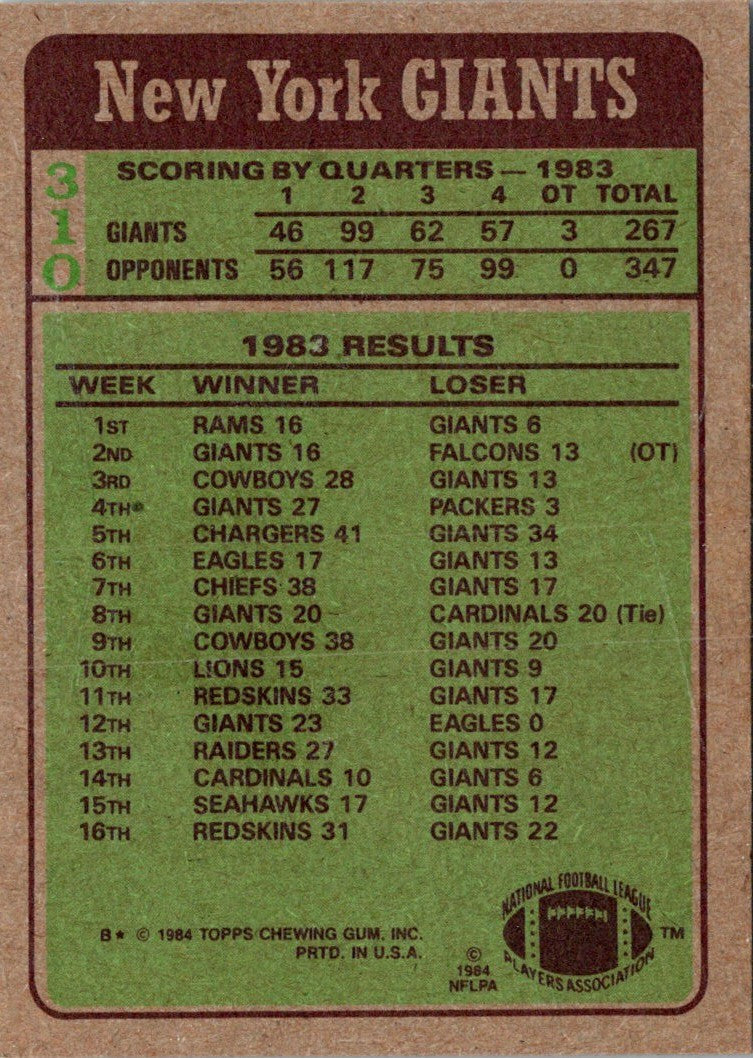 New York GIANTS
310
SCORING BY QUARTERS — 1983
1 2 3 4 OT TOTAL
GIANTS 46 99 62 57 3 267
OPPONENTS 56 117 75 99 0 347
1983 RESULTS
WEEK WINNER LOSER
1ST RAMS 16 GIANTS 6
2ND GIANTS 16 FALCONS 13 (OT)
3RD COWBOYS 28 GIANTS 13
4TH GIANTS 27 PACKERS 3
5TH CHARGERS 41 GIANTS 34
6TH EAGLES 17 GIANTS 13
7TH CHIEFS 38 GIANTS 17
8TH GIANTS 20 CARDINALS 20 (Tie)
9TH COWBOYS 38 GIANTS 20
10TH LIONS 15 GIANTS 9
11TH REDSKINS 33 GIANTS 17
12TH GIANTS 23 EAGLES 0
13TH RAIDERS 27 GIANTS 12
14TH CARDINALS 10 GIANTS 6
15TH SEAHAWKS 17 GIANTS 12
16TH REDSKINS 31 GIANTS 22
B★ © 1984 TOPPS CHEWING GUM, INC.
PRTD. IN U.S.A.
©
1984
NFLPA
NATIONAL FOOTBALL LEAGUE
PLAYERS ASSOCIATION
TM